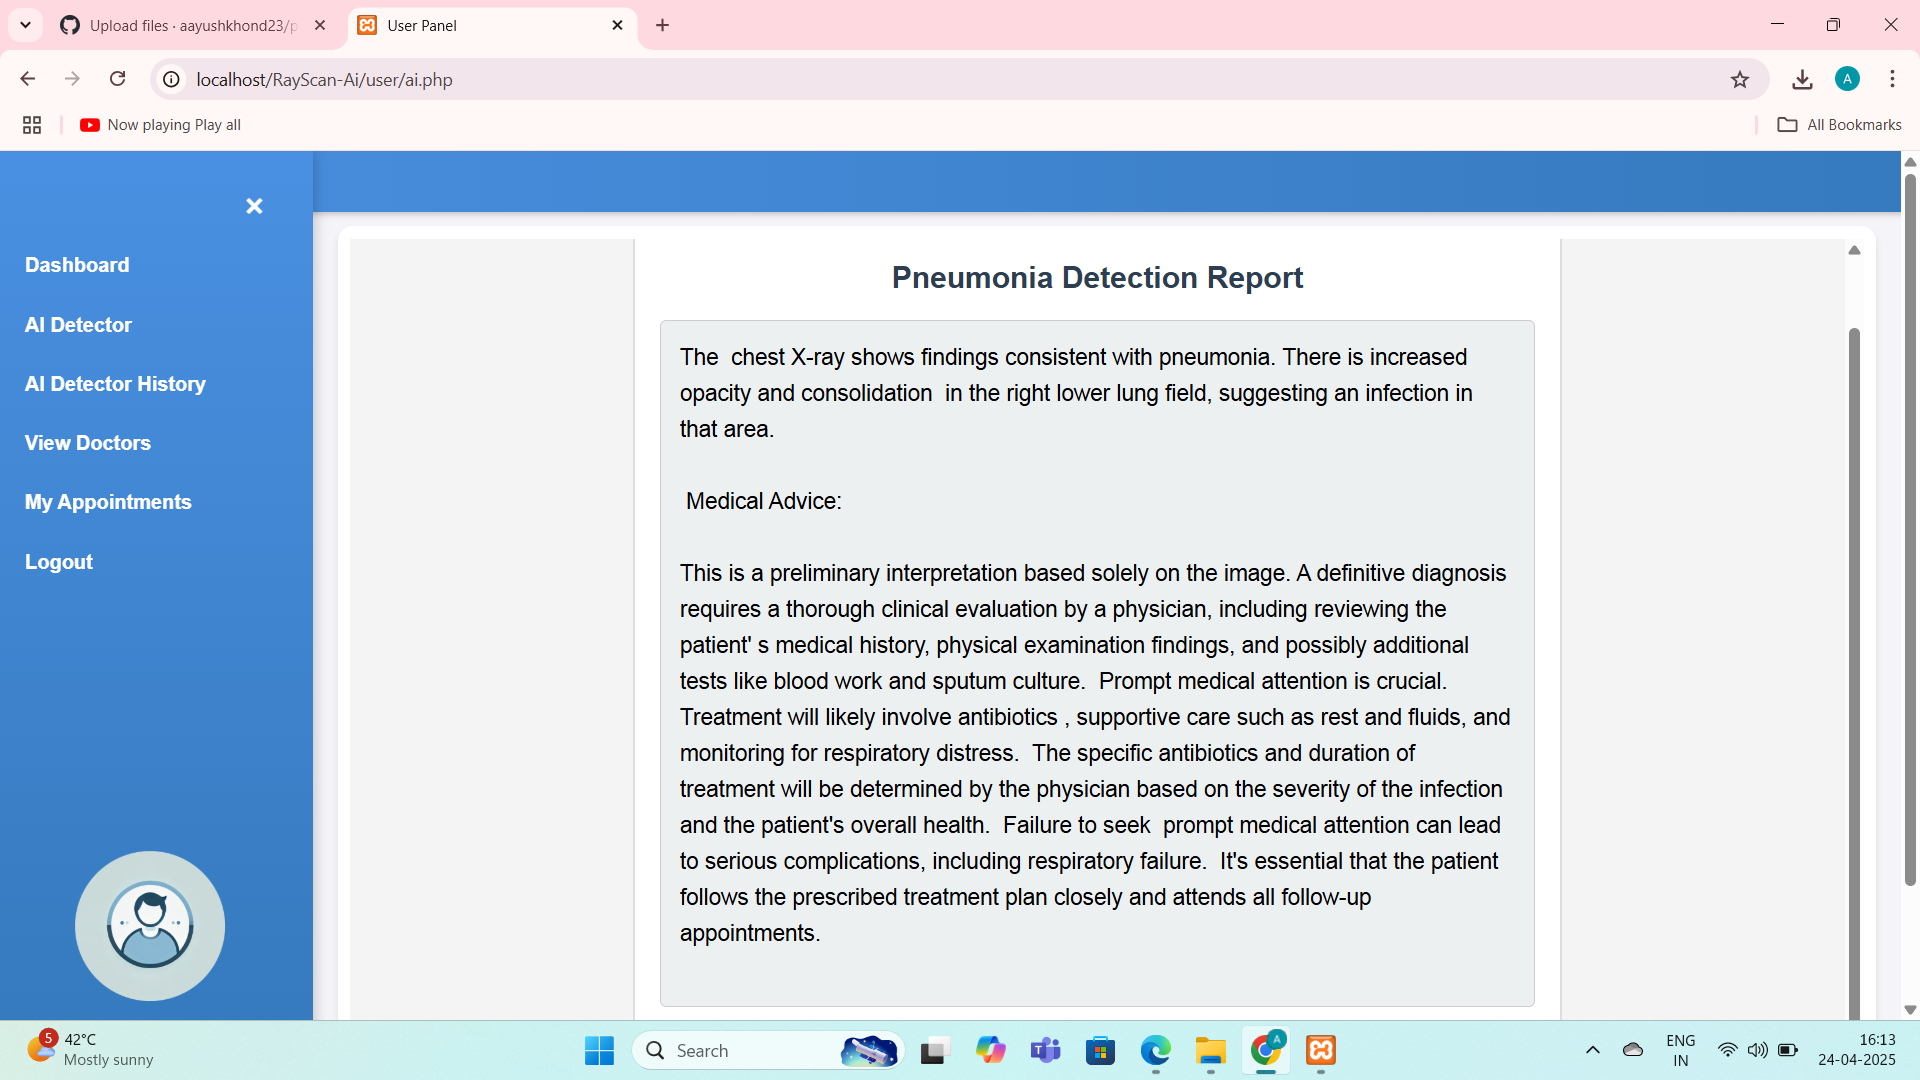 Upload files · aayushkhond23/p
User Panel
localhost/RayScan-Ai/user/ai.php
A
Now playing Play all
All Bookmarks
Dashboard
AI Detector
AI Detector History
View Doctors
My Appointments
Logout
Pneumonia Detection Report
The chest X-ray shows findings consistent with pneumonia. There is increased
opacity and consolidation in the right lower lung field, suggesting an infection in
that area.
Medical Advice:
This is a preliminary interpretation based solely on the image. A definitive diagnosis
requires a thorough clinical evaluation by a physician, including reviewing the
patient' s medical history, physical examination findings, and possibly additional
tests like blood work and sputum culture. Prompt medical attention is crucial.
Treatment will likely involve antibiotics , supportive care such as rest and fluids, and
monitoring for respiratory distress. The specific antibiotics and duration of
treatment will be determined by the physician based on the severity of the infection
and the patient's overall health. Failure to seek prompt medical attention can lead
to serious complications, including respiratory failure. It's essential that the patient
follows the prescribed treatment plan closely and attends all follow-up
appointments.
5
42°C
Mostly sunny
Search
A
ENG
IN
16:13
24-04-2025